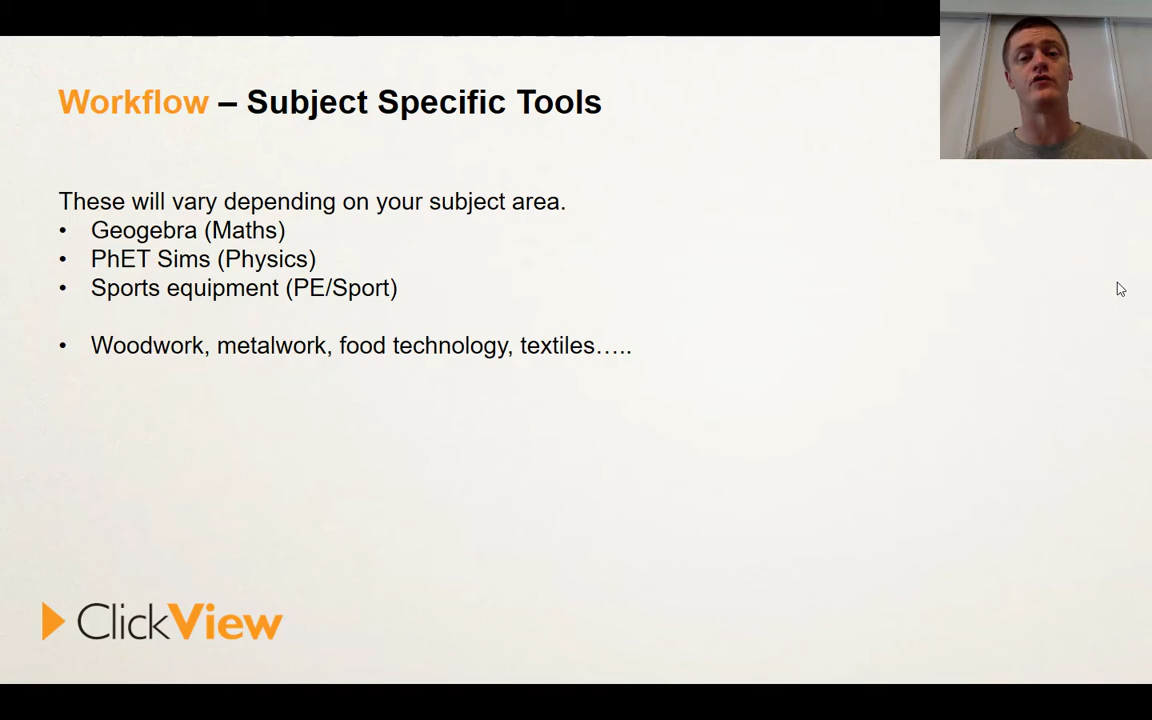 Workflow – Subject Specific Tools
These will vary depending on your subject area.
• Geogebra (Maths)
• PhET Sims (Physics)
• Sports equipment (PE/Sport)
• Woodwork, metalwork, food technology, textiles…..
ClickView